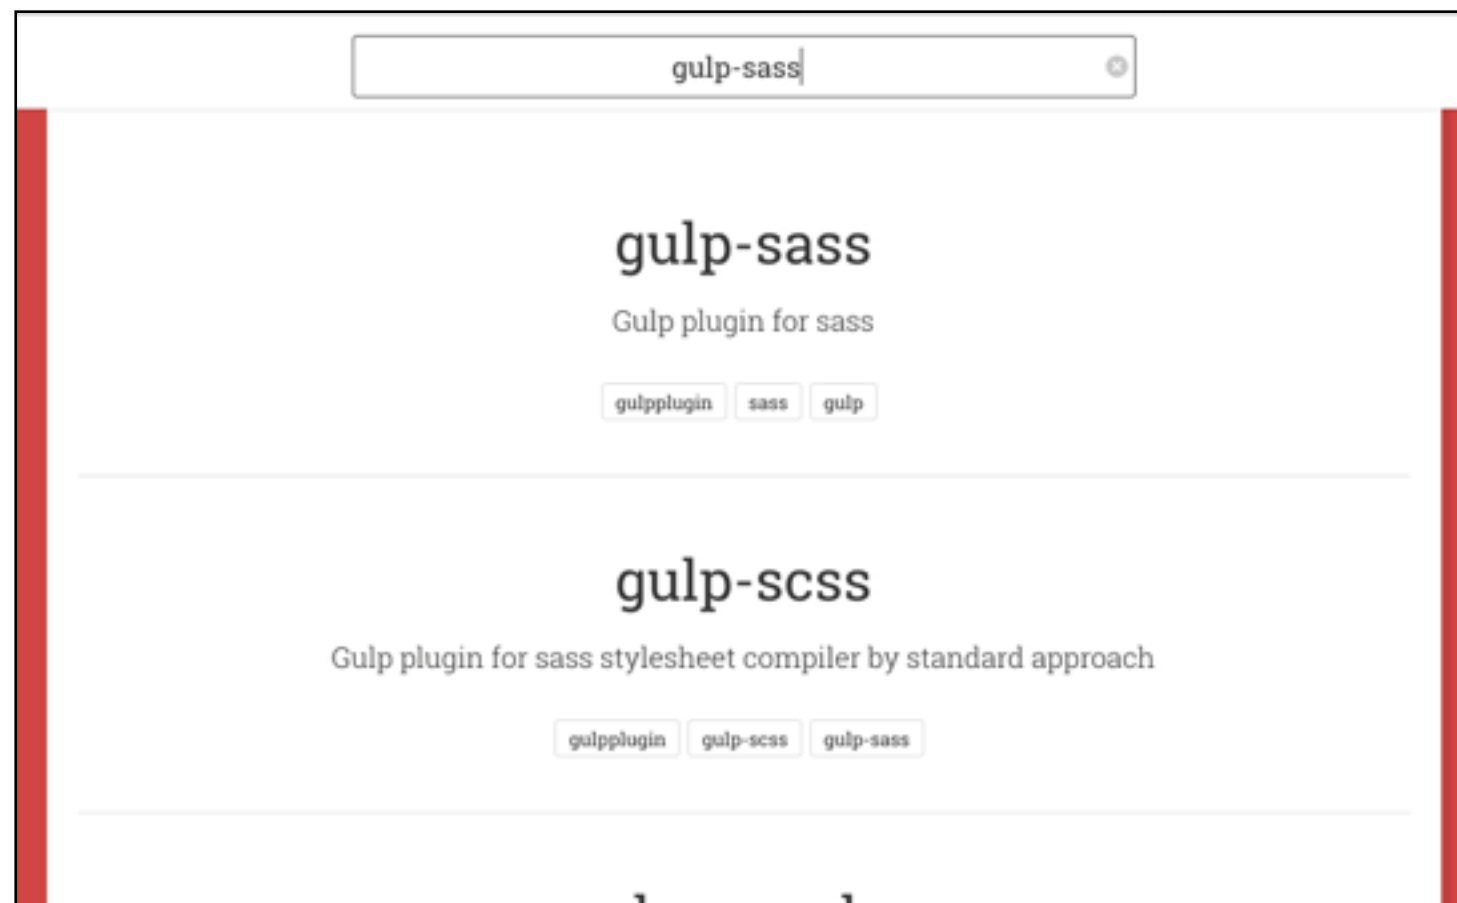 gulp-sass
gulp-sass
Gulp plugin for sass
gulpplugin sass gulp
gulp-scss
Gulp plugin for sass stylesheet compiler by standard approach
gulpplugin gulp-scss gulp-sass